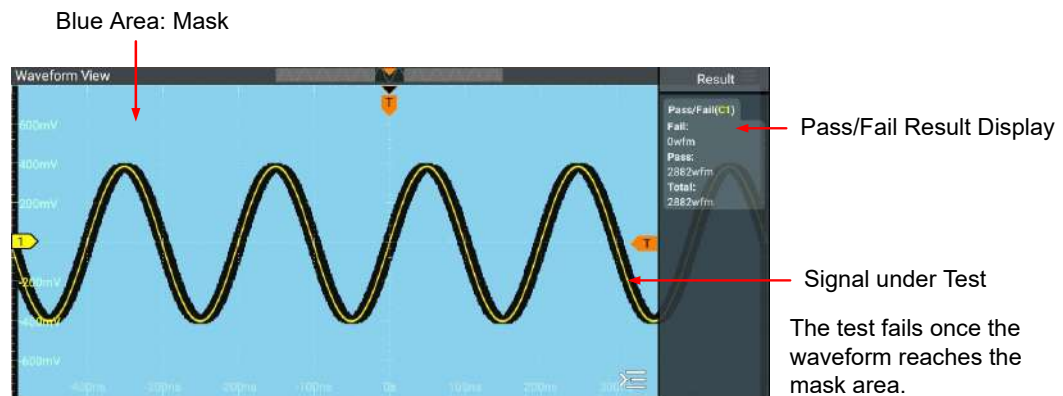 Blue Area: Mask
Waveform View
Result
T
600mV
Pass/Fail(C1)
Fail:
0wfm
Pass:
2882wfm
Total:
2882wfm
Pass/Fail Result Display
400mV
200mV
1
T
-200mV
Signal under Test
-400mV
The test fails once the
waveform reaches the
mask area.
-600mV
-400ns -300ns -200ns -100ns 0s 100ns 200ns